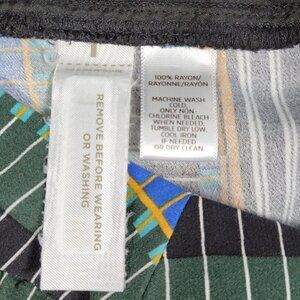 REMOVE BEFORE WEARING
OR WASHING
100% RAYON/
RAYONNE/RAYÓN
MACHINE WASH
COLD,
ONLY NON-
CHLORINE BLEACH
WHEN NEEDED,
TUMBLE DRY LOW,
COOL IRON
IF NEEDED
OR DRY CLEAN